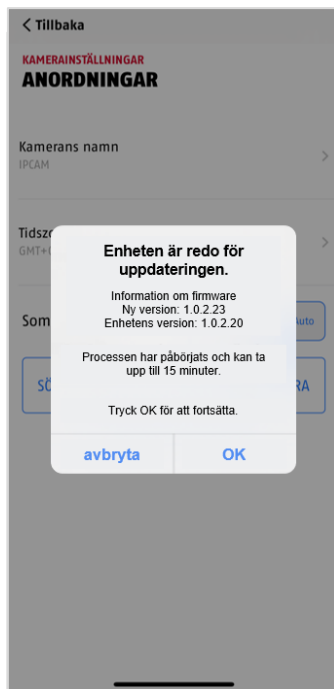 Tillbaka
KAMERAINSTÄLLNINGAR
ANORDNINGAR
Kamerans namn
IPCAM
Enheten är redo för
uppdateringen.
Information om firmware
Ny version: 1.0.2.23
Enhetens version: 1.0.2.20
Processen har påbörjats och kan ta
upp till 15 minuter.
Tryck OK för att fortsätta.
Auto
avbryta OK